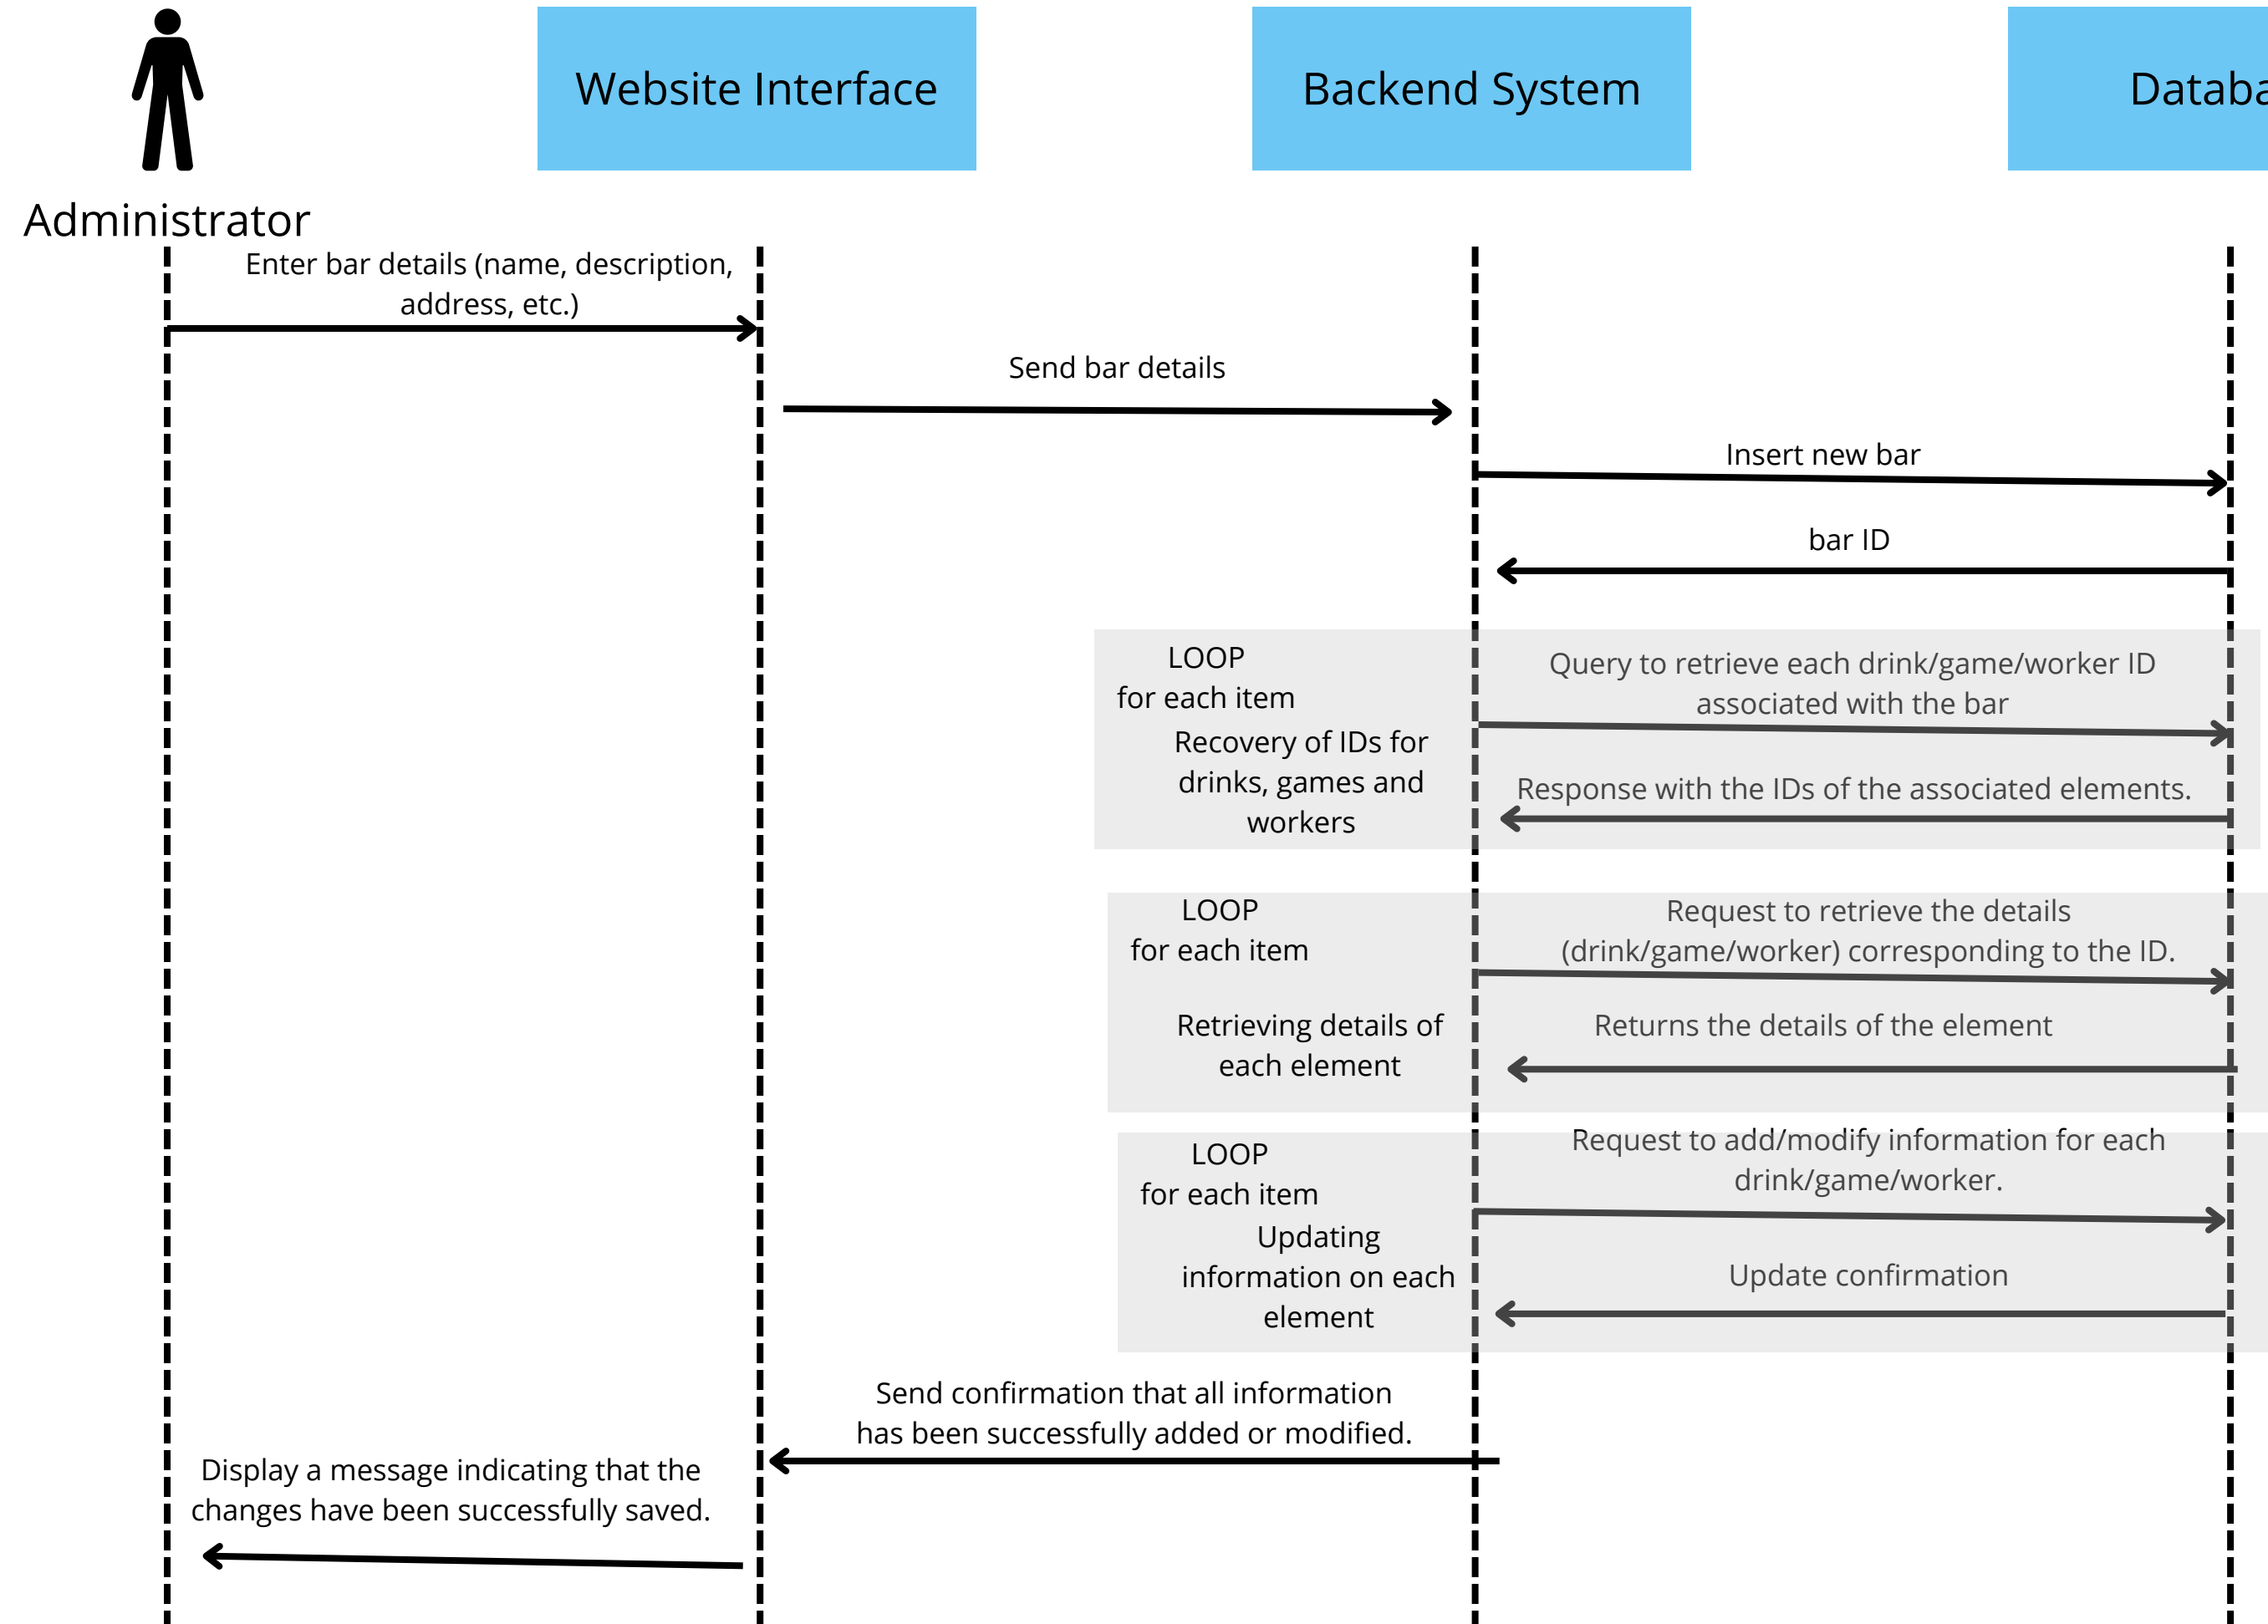 Website Interface
Backend System
Databa
Administrator
Enter bar details (name, description,
address, etc.)
Send bar details
Insert new bar
bar ID
LOOP
for each item
Query to retrieve each drink/game/worker ID
associated with the bar
Recovery of IDs for
drinks, games and
workers
Response with the IDs of the associated elements.
LOOP
for each item
Request to retrieve the details
(drink/game/worker) corresponding to the ID.
Retrieving details of
each element
Returns the details of the element
LOOP
for each item
Request to add/modify information for each
drink/game/worker.
Updating
information on each
element
Update confirmation
Send confirmation that all information
has been successfully added or modified.
Display a message indicating that the
changes have been successfully saved.